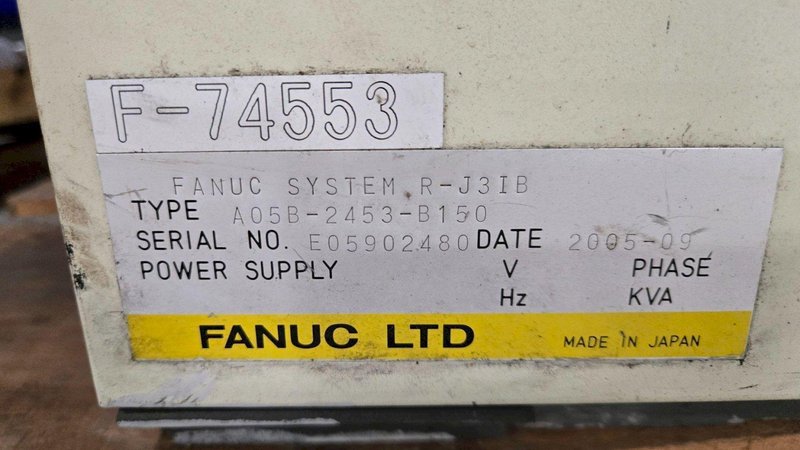 F-74553
FANUC SYSTEM R-J3IB
TYPE A05B-2453-B150
SERIAL NO. E05902480 DATE 2005-09
POWER SUPPLY V PHASE
Hz KVA
FANUC LTD MADE IN JAPAN